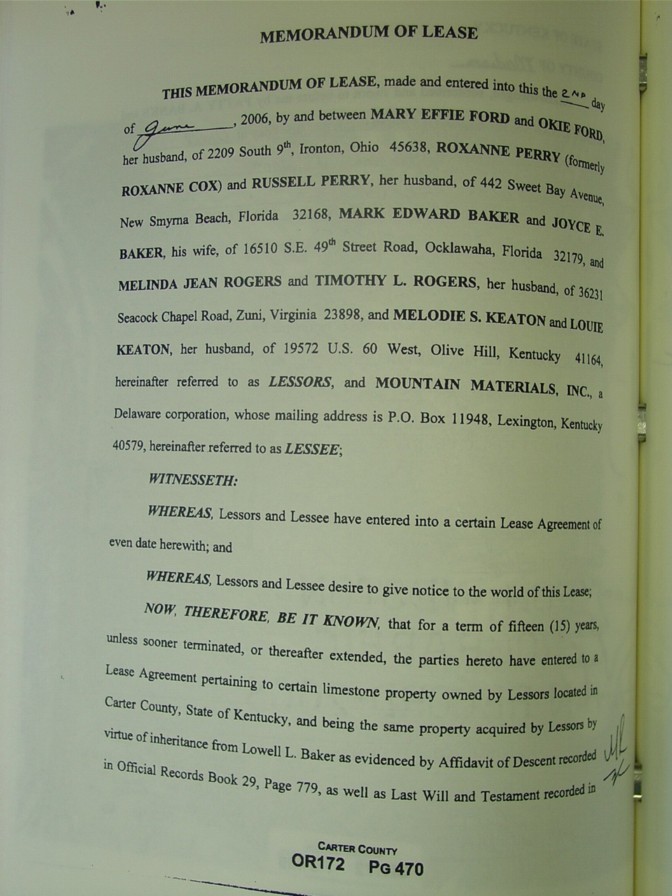 MEMORANDUM OF LEASE
THIS MEMORANDUM OF LEASE, made and entered into this the 2ND day
of June, 2006, by and between MARY EFFIE FORD and OKIE FORD,
her husband, of 2209 South 9th, Ironton, Ohio 45638, ROXANNE PERRY (formerly
ROXANNE COX) and RUSSELL PERRY, her husband, of 442 Sweet Bay Avenue,
New Smyrna Beach, Florida 32168, MARK EDWARD BAKER and JOYCE E.
BAKER, his wife, of 16510 S.E. 49th Street Road, Ocklawaha, Florida 32179, and
MELINDA JEAN ROGERS and TIMOTHY L. ROGERS, her husband, of 36231
Seacock Chapel Road, Zuni, Virginia 23898, and MELODIE S. KEATON and LOUIE
KEATON, her husband, of 19572 U.S. 60 West, Olive Hill, Kentucky 41164,
hereinafter referred to as LESSORS, and MOUNTAIN MATERIALS, INC., a
Delaware corporation, whose mailing address is P.O. Box 11948, Lexington, Kentucky
40579, hereinafter referred to as LESSEE;
WITNESSETH:
WHEREAS, Lessors and Lessee have entered into a certain Lease Agreement of
even date herewith; and
WHEREAS, Lessors and Lessee desire to give notice to the world of this Lease;
NOW, THEREFORE, BE IT KNOWN, that for a term of fifteen (15) years,
unless sooner terminated, or thereafter extended, the parties hereto have entered to a
Lease Agreement pertaining to certain limestone property owned by Lessors located in
Carter County, State of Kentucky, and being the same property acquired by Lessors by
virtue of inheritance from Lowell L. Baker as evidenced by Affidavit of Descent recorded
in Official Records Book 29, Page 779, as well as Last Will and Testament recorded in
CARTER COUNTY
OR172 PG 470